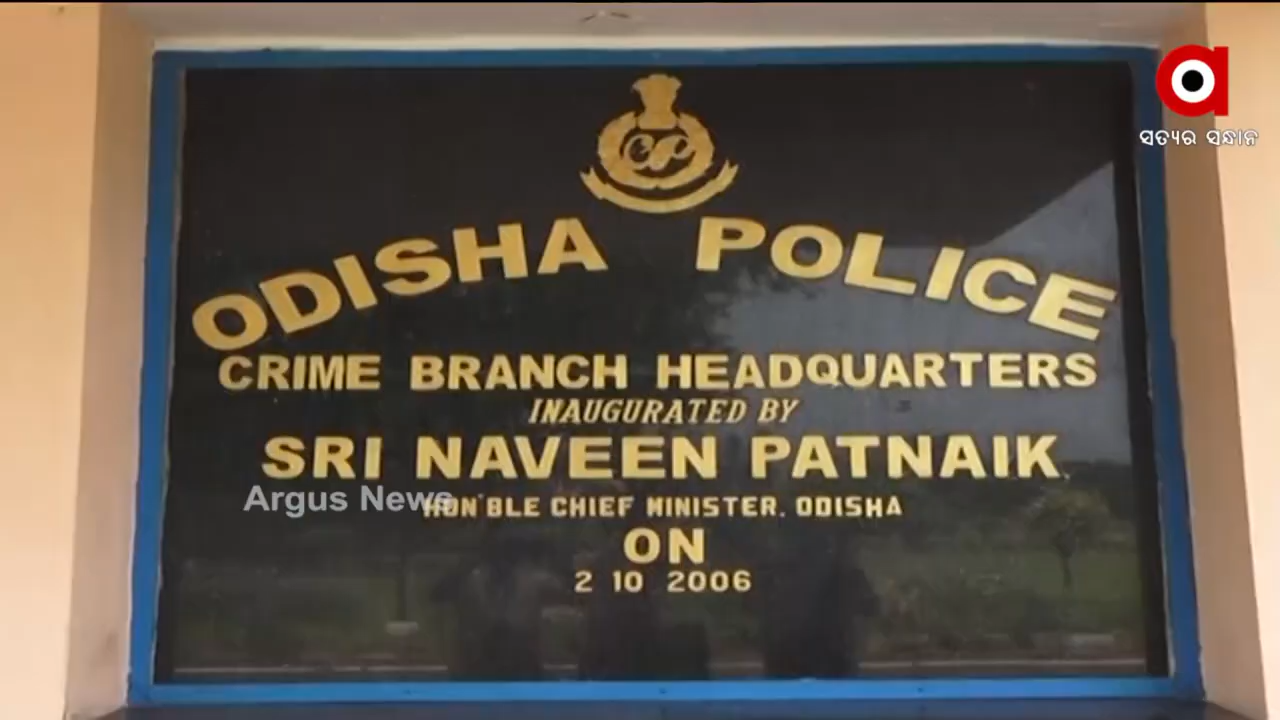 ସତ୍ୟର ସନ୍ଧାନ
ODISHA POLICE
CRIME BRANCH HEADQUARTERS
INAUGURATED BY
SRI NAVEEN PATNAIK
Argus News
HON'BLE CHIEF MINISTER, ODISHA
ON
2 10 2006